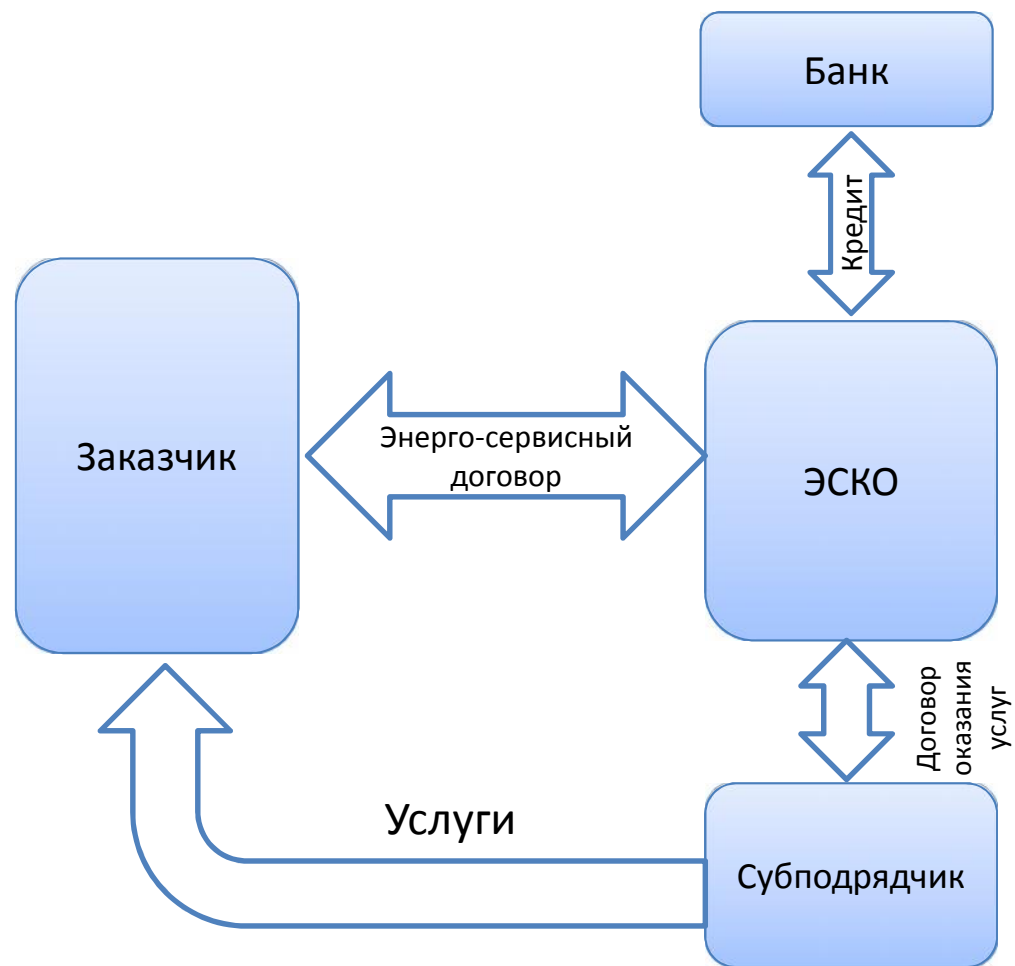 Банк
Кредит
Заказчик
Энерго-сервисный
договор
ЭСКО
Договор
оказания
услуг
Услуги
Субподрядчик